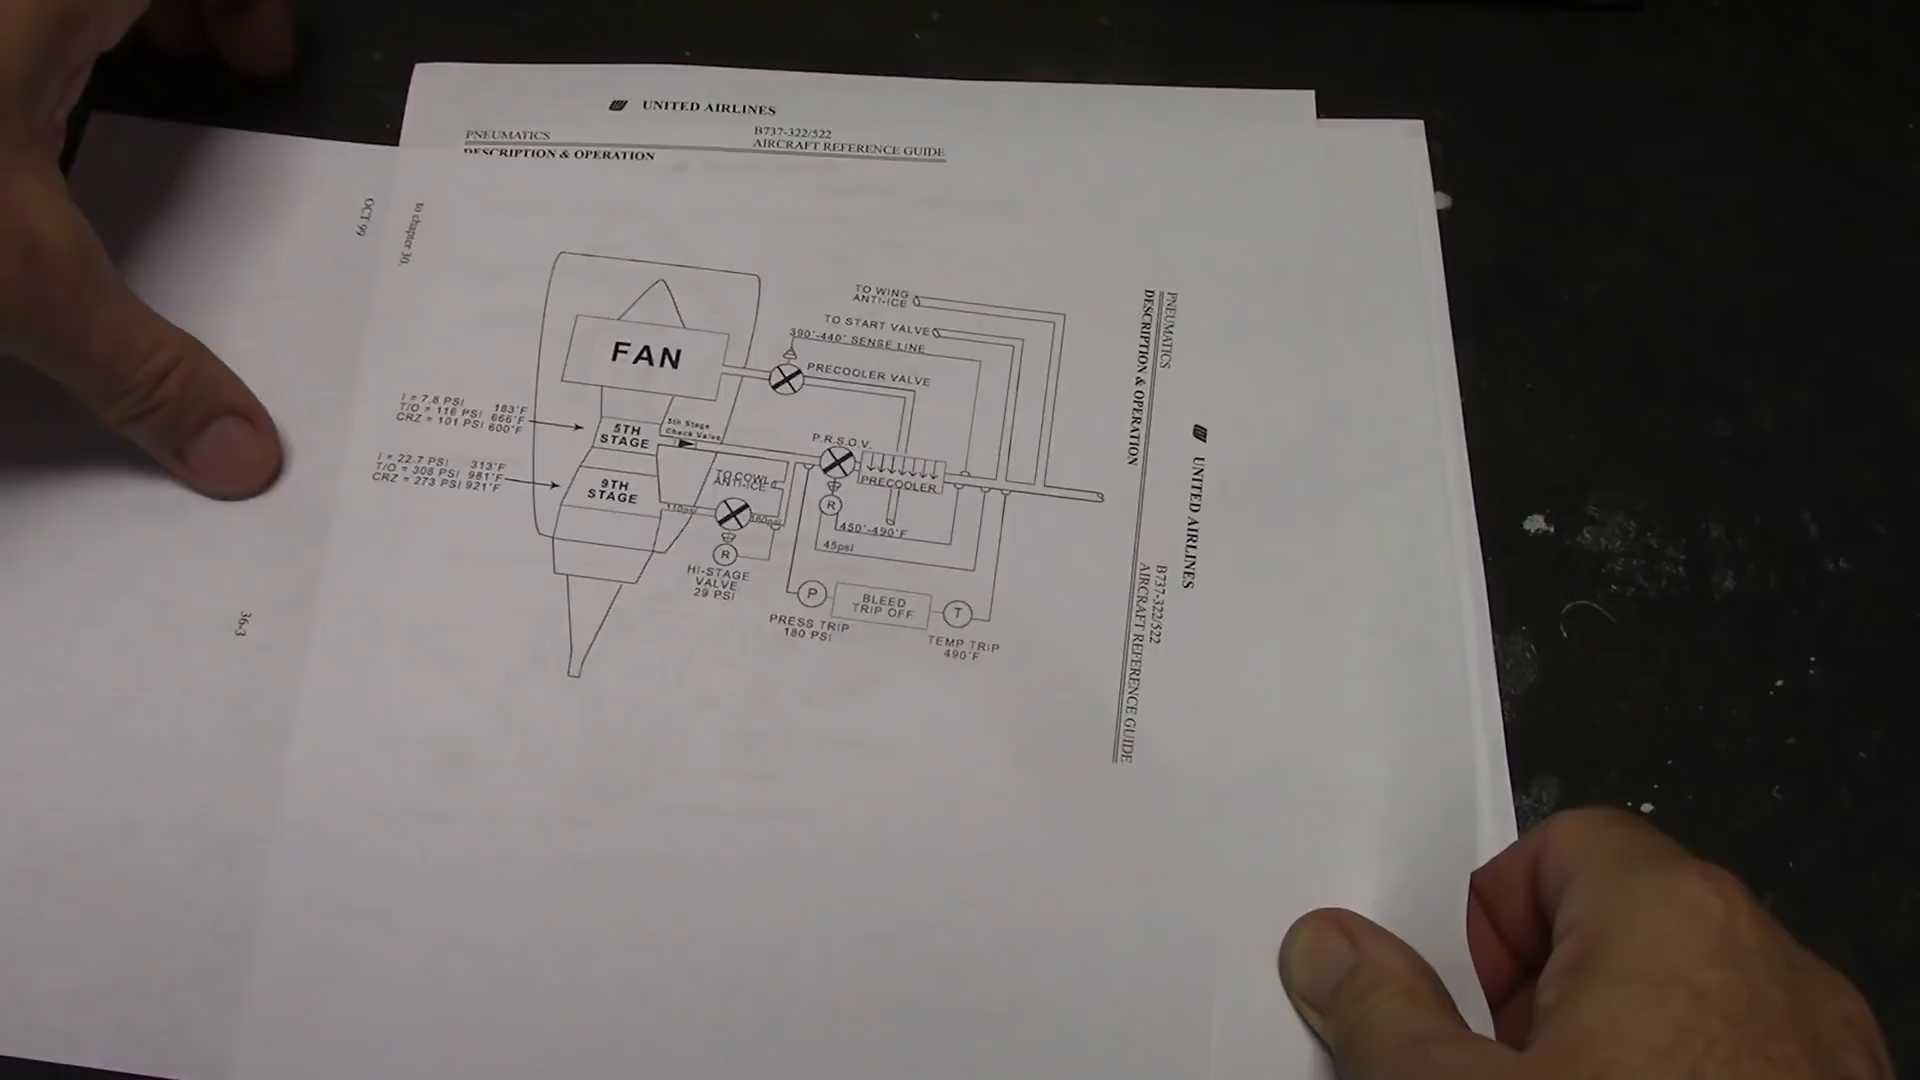 UNITED AIRLINES
PNEUMATICS
B737-322/522
AIRCRAFT REFERENCE GUIDE
DESCRIPTION & OPERATION
to chapter 30.
OCT 99
36-3
TO WING
ANTI-ICE
TO START VALVE
390°-440° SENSE LINE
PRECOOLER VALVE
FAN
I = 7.8 PSI 183°F
T/O = 116 PSI 666°F
CRZ = 101 PSI 600°F
5TH
STAGE
5th Stage
Check Valve
P.R.S.O.V.
PRECOOLER
I = 22.7 PSI 313°F
T/O = 308 PSI 981°F
CRZ = 273 PSI 921°F
9TH
STAGE
TO COWL
ANTI-ICE
110psi
R
450°-490°F
45psi
R
HI-STAGE
VALVE
29 PSI
P
BLEED
TRIP OFF
T
PRESS TRIP
180 PSI
TEMP TRIP
490°F
PNEUMATICS
DESCRIPTION & OPERATION
UNITED AIRLINES
B737-322/522
AIRCRAFT REFERENCE GUIDE